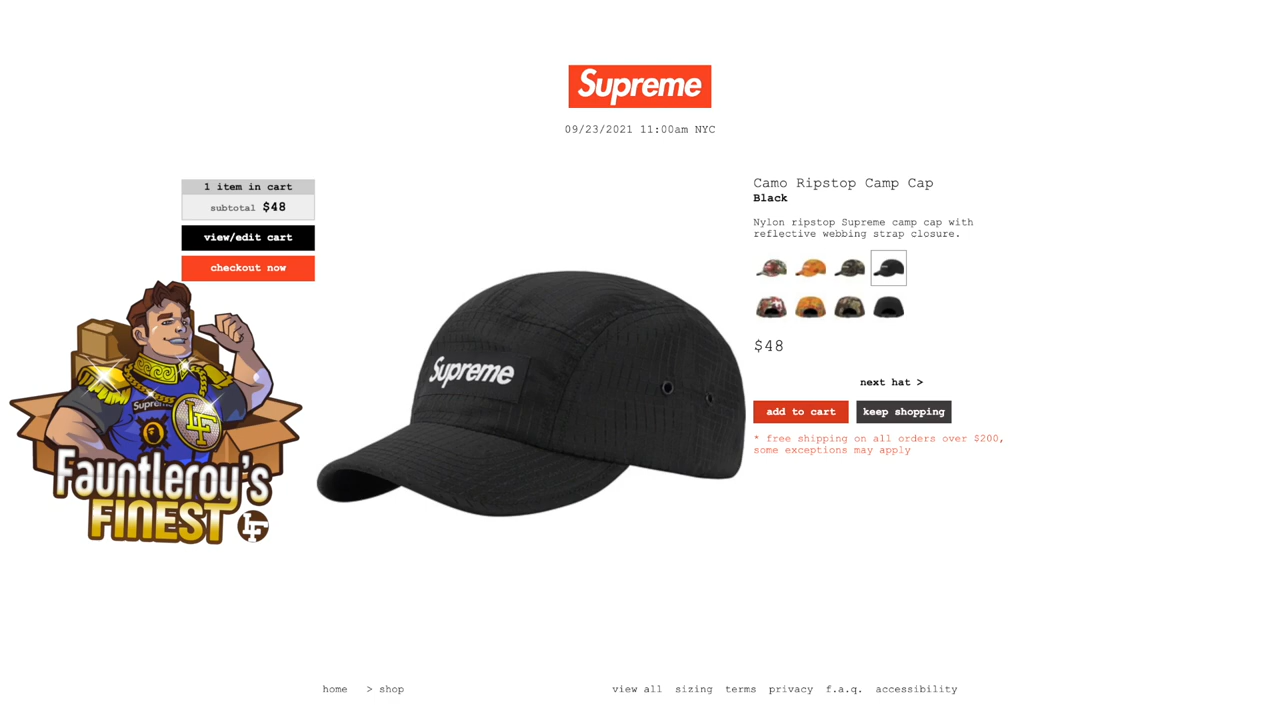 Supreme
09/23/2021 11:00am NYC
1 item in cart
subtotal $48
view/edit cart
checkout now
Camo Ripstop Camp Cap
Black
Nylon ripstop Supreme camp cap with
reflective webbing strap closure.
$48
next hat >
add to cart
keep shopping
* free shipping on all orders over $200,
some exceptions may apply
Supreme
Supreme
LF
Fauntleroy's
FINEST
LF
home > shop
view all sizing terms privacy f.a.q. accessibility